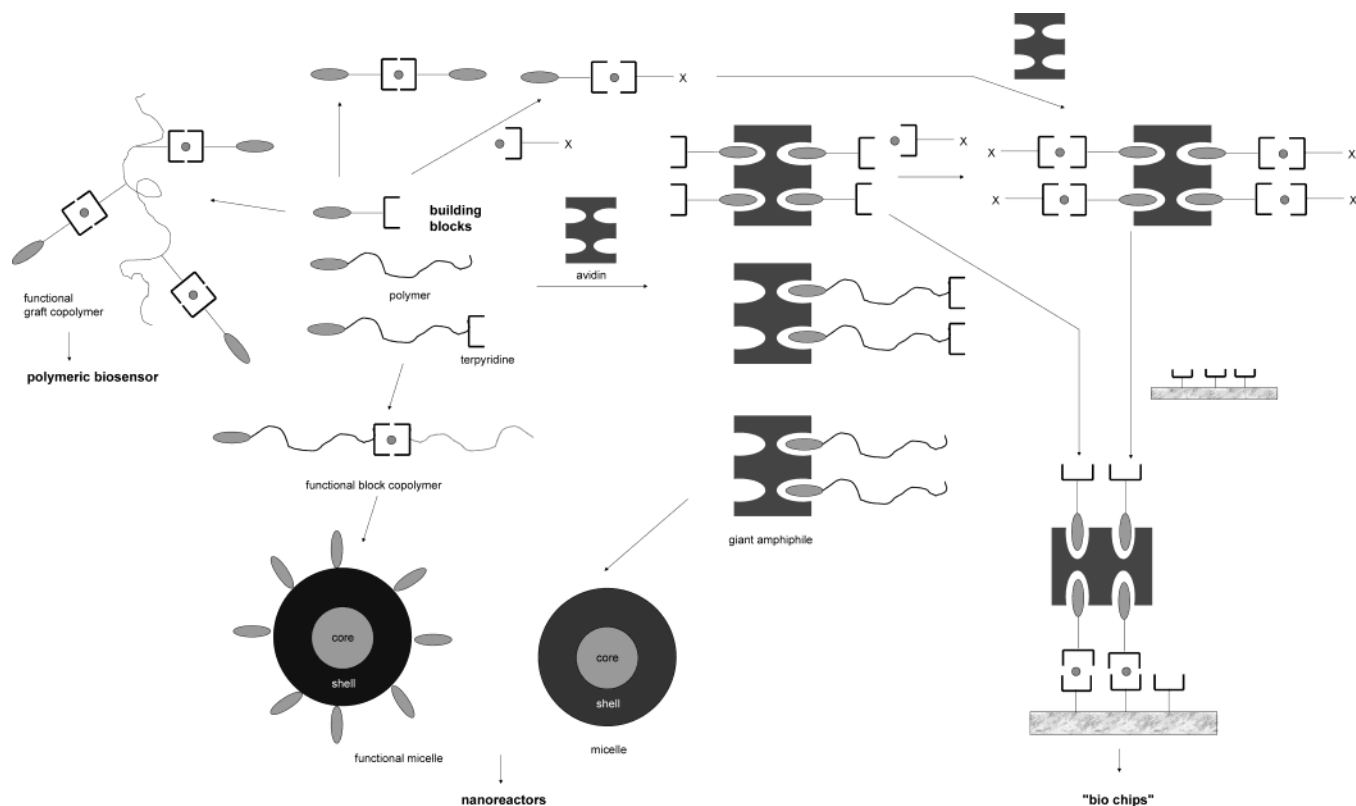 X
X
building
blocks
avidin
polymer
terpyridine
X
X
X
X
X
functional
graft copolymer
polymeric biosensor
functional block copolymer
giant amphiphile
core
shell
functional micelle
core
shell
micelle
nanoreactors
"bio chips"